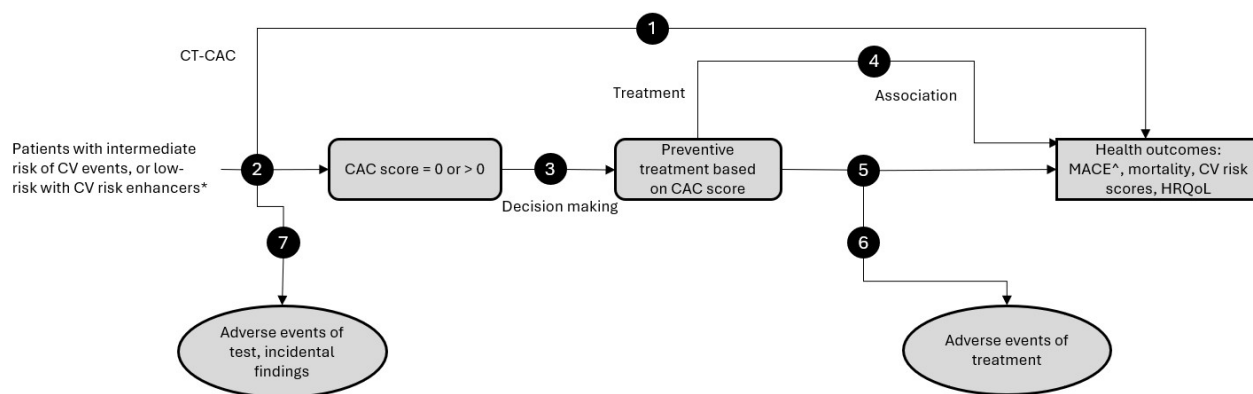 1
CT-CAC
4
Treatment
Association
Patients with intermediate
risk of CV events, or low-
risk with CV risk enhancers*
2
CAC score = 0 or > 0
3
Decision making
Preventive
treatment based
on CAC score
5
Health outcomes:
MACE^, mortality, CV risk
scores, HRQoL
7
6
Adverse events of
test, incidental
findings
Adverse events of
treatment